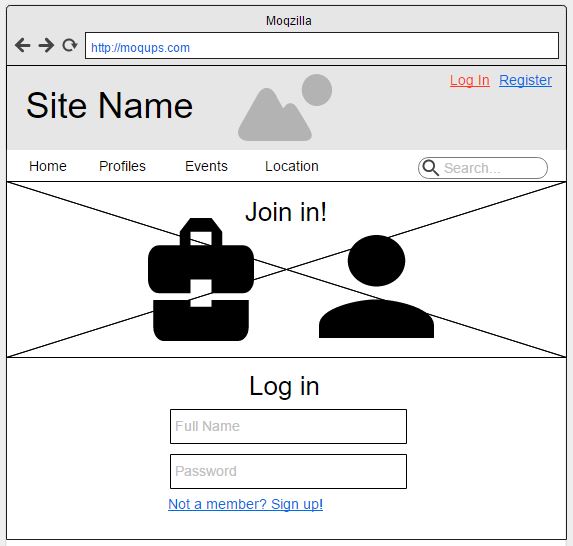 Moqzilla
http://moqups.com
Log In Register
Site Name
Home Profiles Events Location Search...
Join in!
Log in
Full Name
Password
Not a member? Sign up!